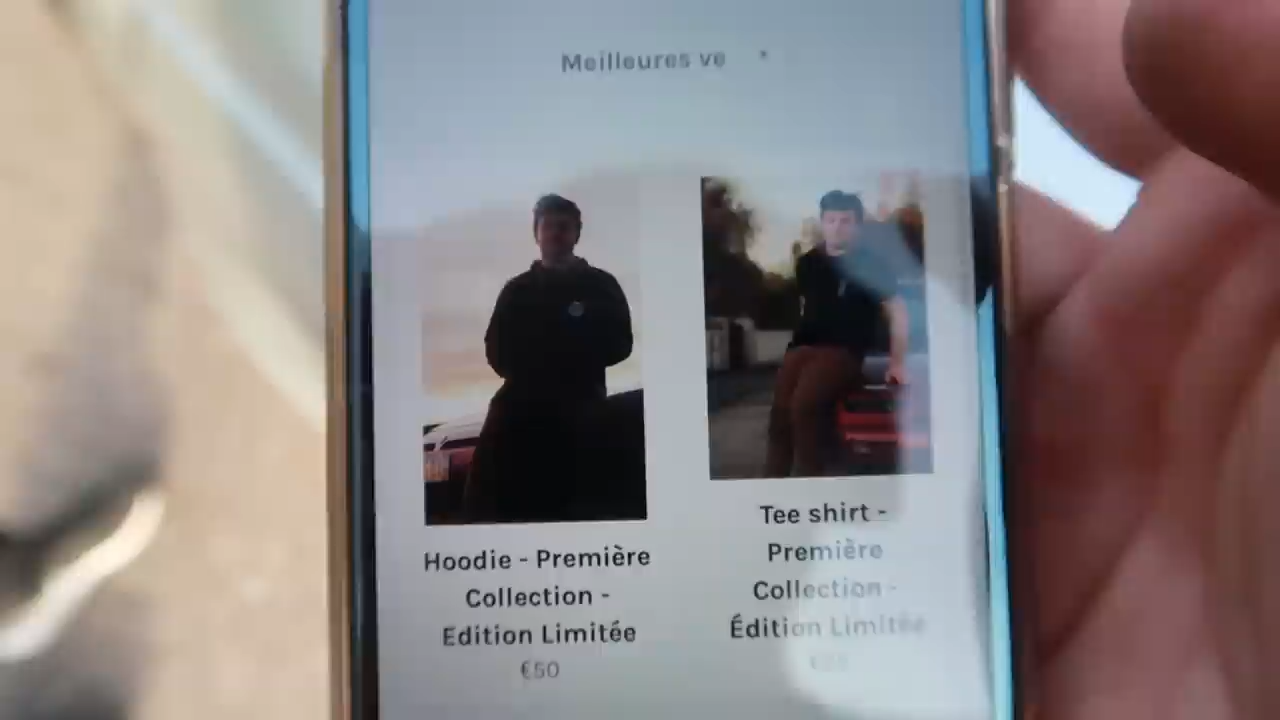 Meilleures ve
Hoodie - Première
Collection -
Edition Limitée
€50
Tee shirt -
Première
Collection -
Édition Limitée